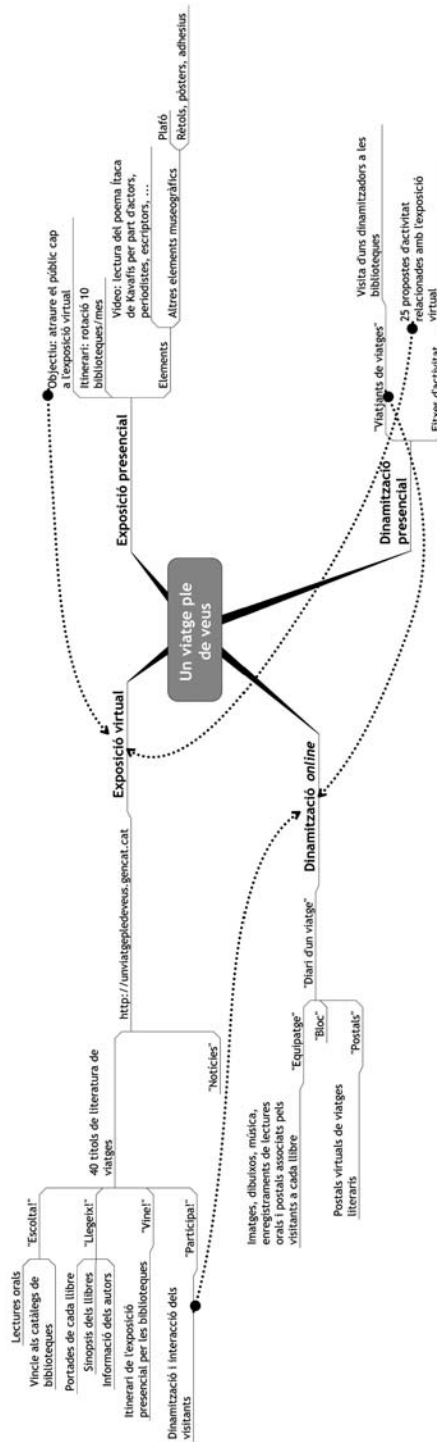 Un viatge ple
de veus
Exposició virtual
http://unviatgepledeveus.gencat.cat
40 títols de literatura de
viatges
"Escolta!"
Lectures orals
Vincle als catàlegs de
biblioteques
"Llegeix!"
Portades de cada llibre
Sinopsis dels llibres
Informació dels autors
"Vine!"
Itinerari de l'exposició
presencial per les biblioteques
"Participa!"
Dinamització i interacció dels
visitants
"Notícies"
Exposició presencial
Objectiu: atraure el públic cap
a l'exposició virtual
Itinerari: rotació 10
biblioteques/mes
Elements
Vídeo: lectura del poema Ítaca
de Kavafis per part d'actors,
periodistes, escriptors, ...
Altres elements museogràfics
Plafó
Rètols, pòsters, adhesius
Dinamització online
"Diari d'un viatge"
"Equipatge"
Imatges, dibuixos, música,
enregistraments de lectures
orals i postals associats pels
visitants a cada llibre
"Bloc"
"Postals"
Postals virtuals de viatges
literaris
Dinamització
presencial
"Viatjants de viatges"
Visita d'uns dinamitzadors a les
biblioteques
25 propostes d'activitat
relacionades amb l'exposició
virtual
Fitxes d'activitat